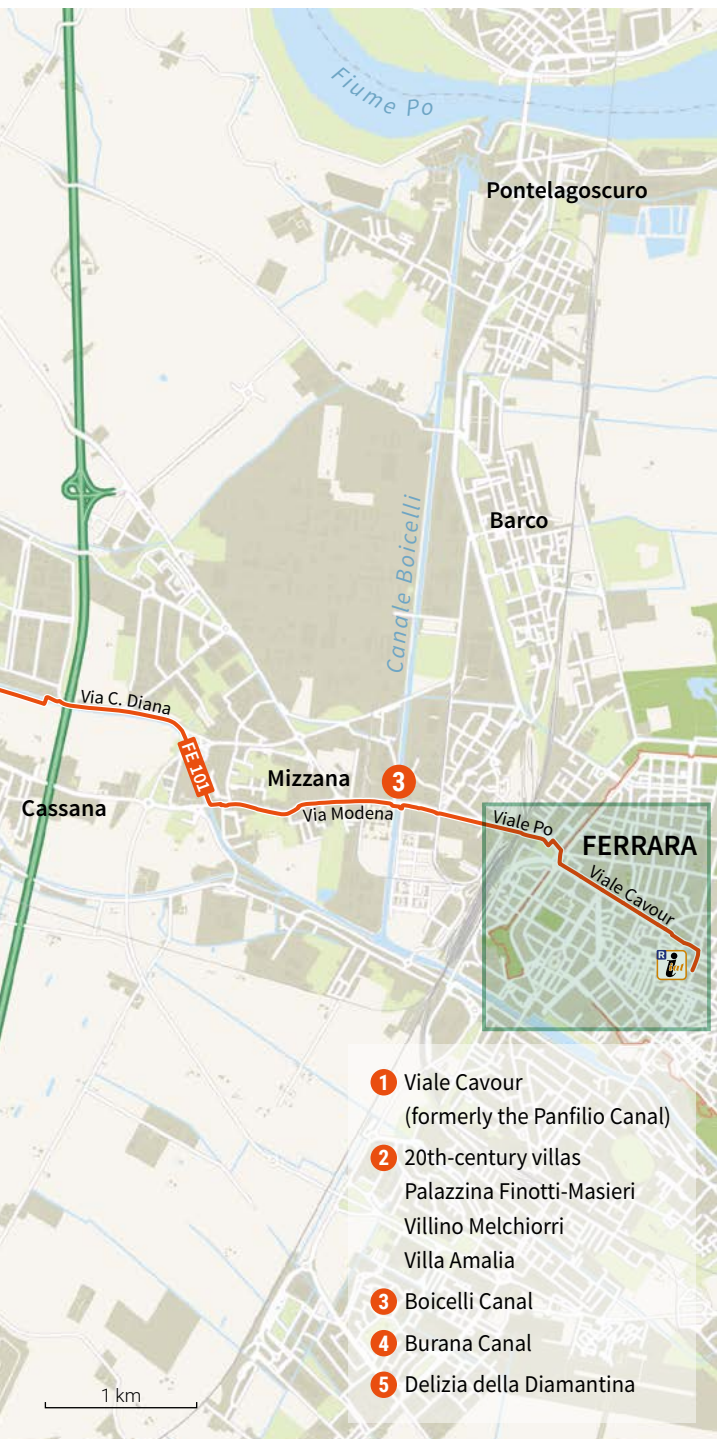 Fiume Po
Pontelagoscuro
Canale Boicelli
Barco
Via C. Diana
FE 101
Mizzana
3
Cassana
Via Modena
Viale Po
FERRARA
Viale Cavour
R
i
1 Viale Cavour
(formerly the Panfilio Canal)
2 20th-century villas
Palazzina Finotti-Masieri
Villino Melchiorri
Villa Amalia
3 Boicelli Canal
4 Burana Canal
5 Delizia della Diamantina
1 km